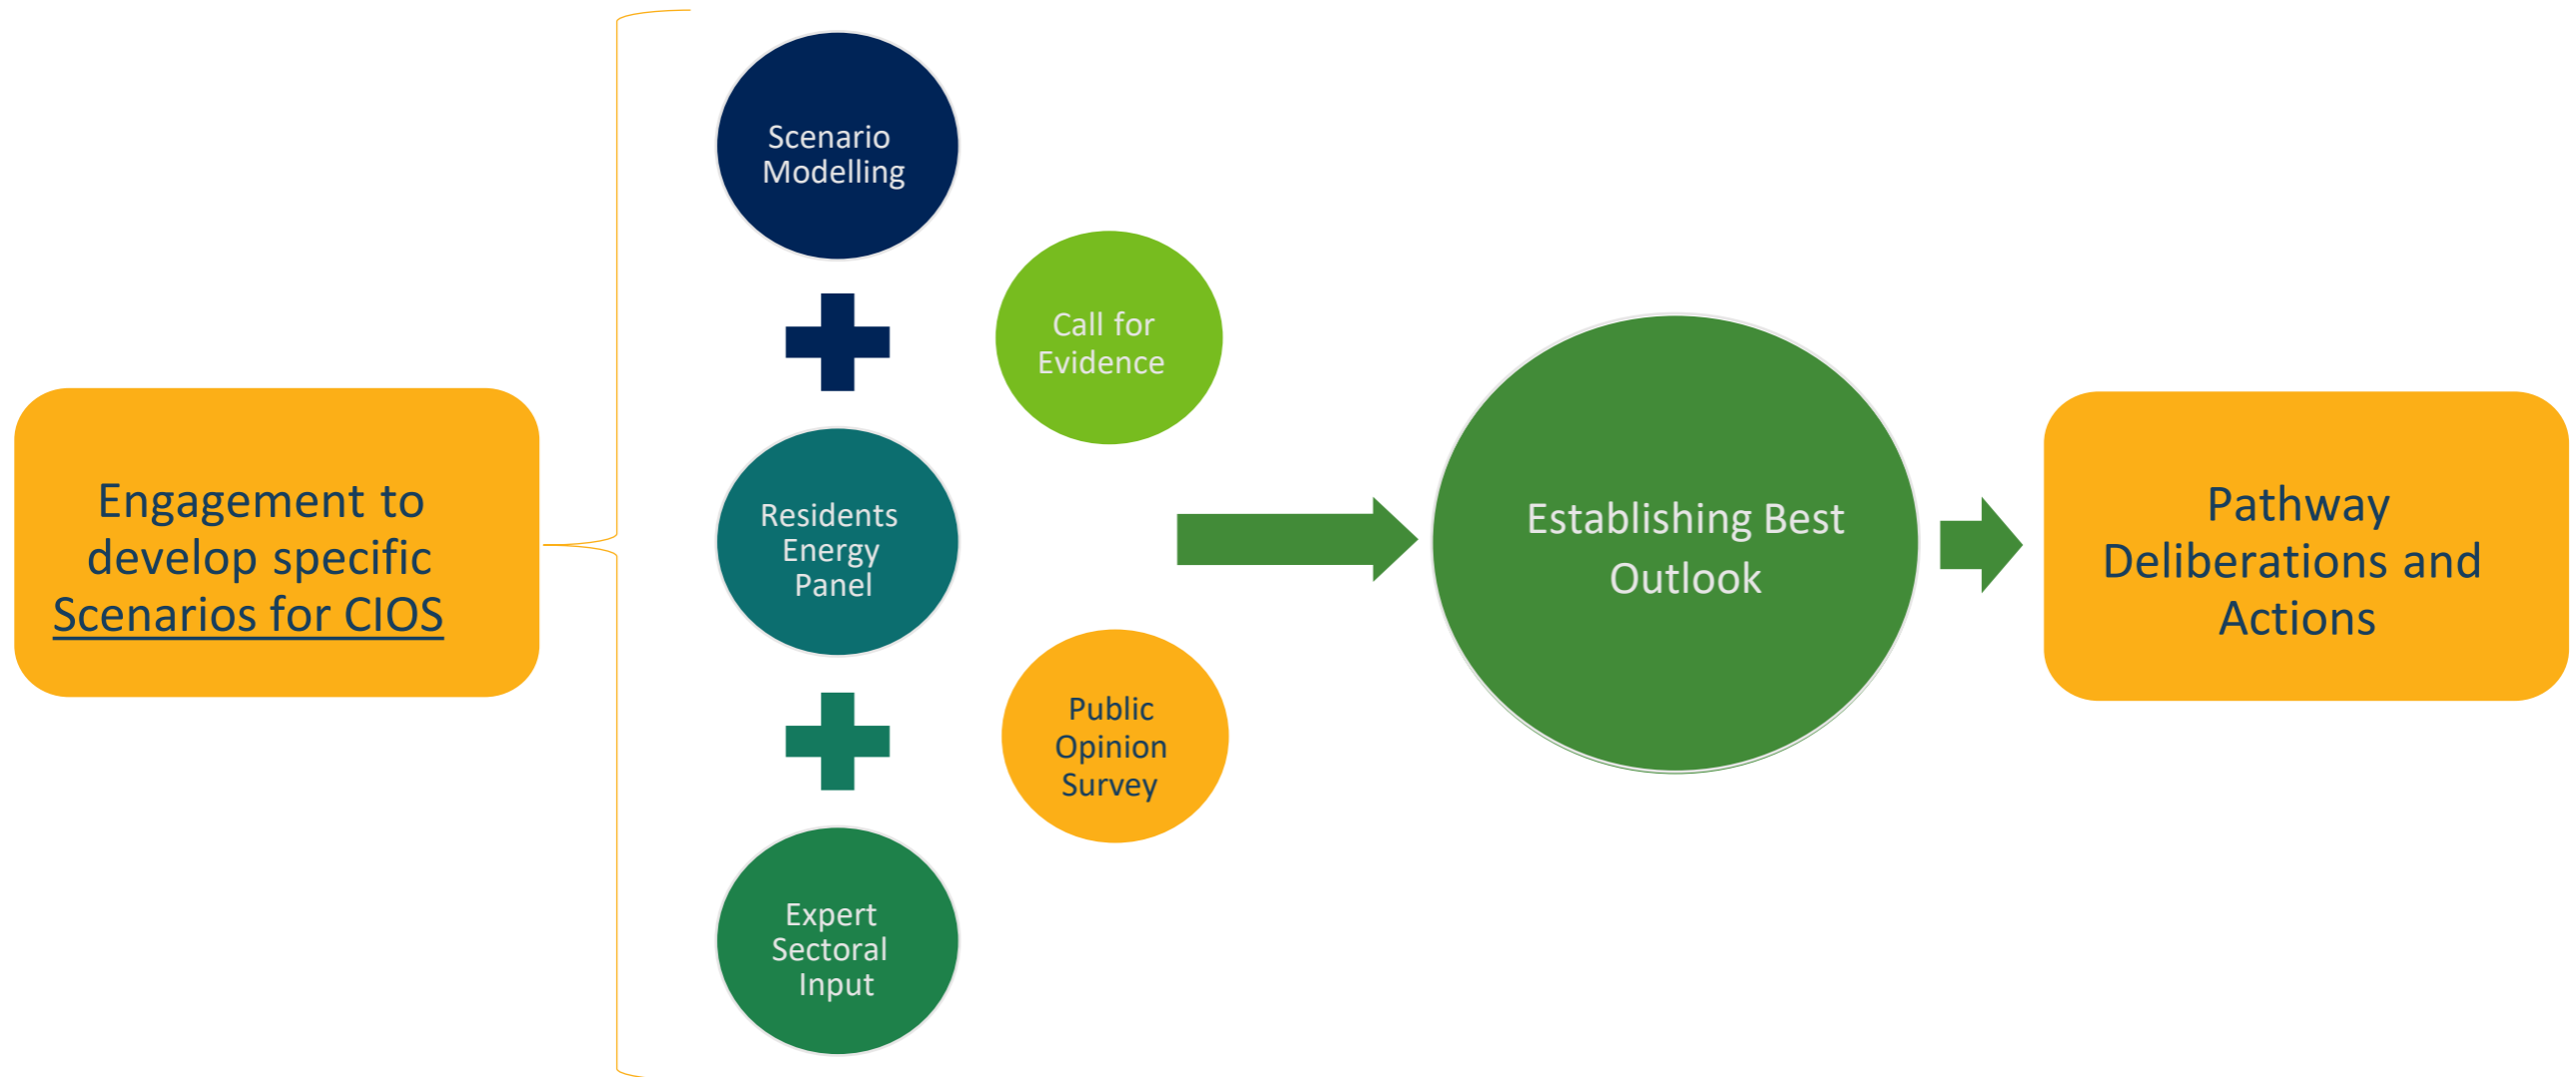 Engagement to
develop specific
Scenarios for CIOS
Scenario
Modelling
Call for
Evidence
Residents
Energy
Panel
Public
Opinion
Survey
Expert
Sectoral
Input
Establishing Best
Outlook
Pathway
Deliberations and
Actions